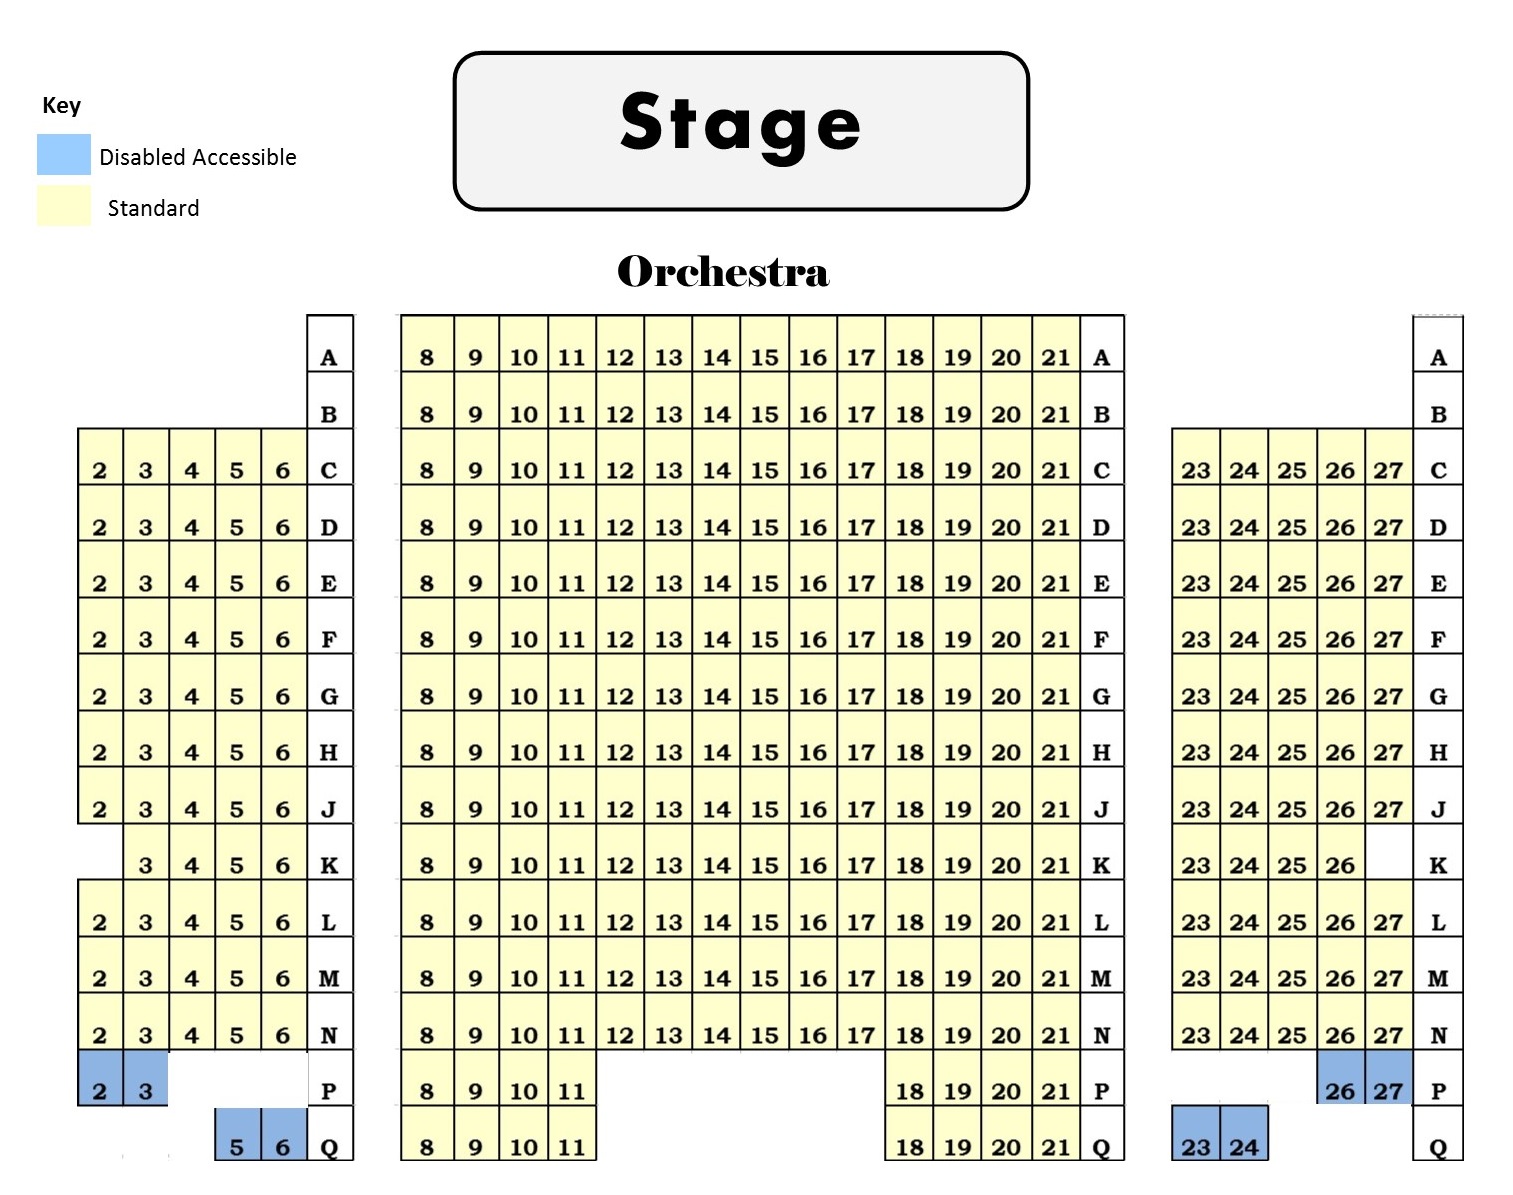 Stage
Key
Disabled Accessible
Standard
Orchestra
A 8 9 10 11 12 13 14 15 16 17 18 19 20 21 A A
B 8 9 10 11 12 13 14 15 16 17 18 19 20 21 B B
2 3 4 5 6 C 8 9 10 11 12 13 14 15 16 17 18 19 20 21 C 23 24 25 26 27 C
2 3 4 5 6 D 8 9 10 11 12 13 14 15 16 17 18 19 20 21 D 23 24 25 26 27 D
2 3 4 5 6 E 8 9 10 11 12 13 14 15 16 17 18 19 20 21 E 23 24 25 26 27 E
2 3 4 5 6 F 8 9 10 11 12 13 14 15 16 17 18 19 20 21 F 23 24 25 26 27 F
2 3 4 5 6 G 8 9 10 11 12 13 14 15 16 17 18 19 20 21 G 23 24 25 26 27 G
2 3 4 5 6 H 8 9 10 11 12 13 14 15 16 17 18 19 20 21 H 23 24 25 26 27 H
2 3 4 5 6 J 8 9 10 11 12 13 14 15 16 17 18 19 20 21 J 23 24 25 26 27 J
3 4 5 6 K 8 9 10 11 12 13 14 15 16 17 18 19 20 21 K 23 24 25 26 K
2 3 4 5 6 L 8 9 10 11 12 13 14 15 16 17 18 19 20 21 L 23 24 25 26 27 L
2 3 4 5 6 M 8 9 10 11 12 13 14 15 16 17 18 19 20 21 M 23 24 25 26 27 M
2 3 4 5 6 N 8 9 10 11 12 13 14 15 16 17 18 19 20 21 N 23 24 25 26 27 N
2 3 P 8 9 10 11 18 19 20 21 P 26 27 P
5 6 Q 8 9 10 11 18 19 20 21 Q 23 24 Q